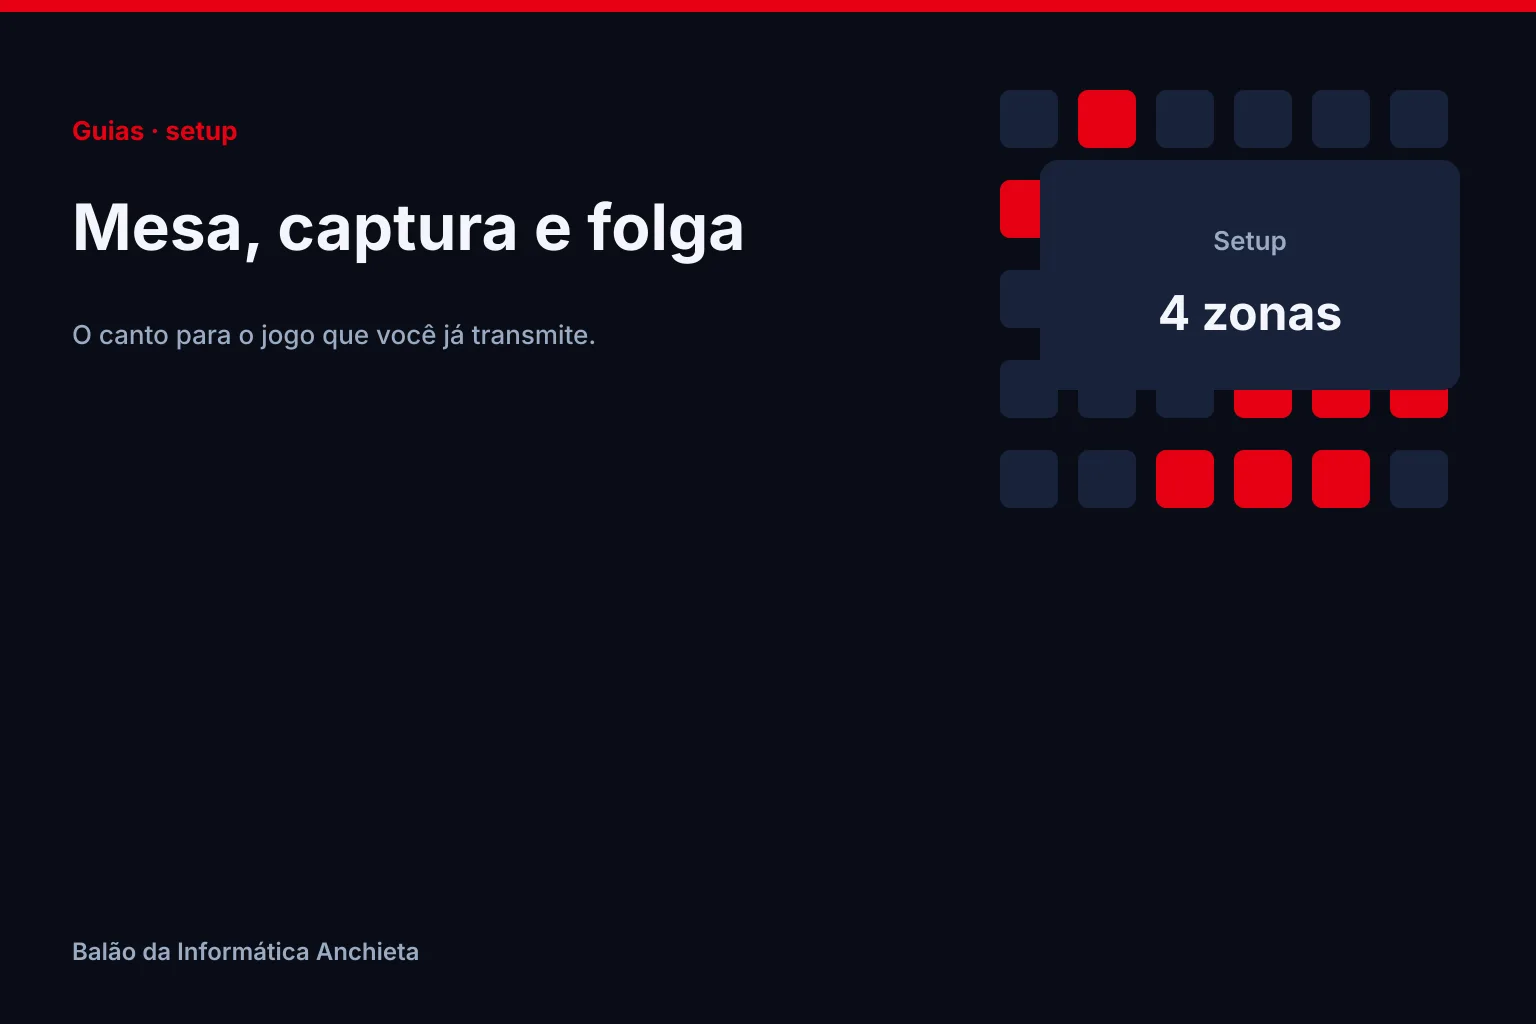 Guias · setup
Mesa, captura e folga
O canto para o jogo que você já transmite.
Setup
4 zonas
Balão da Informática Anchieta